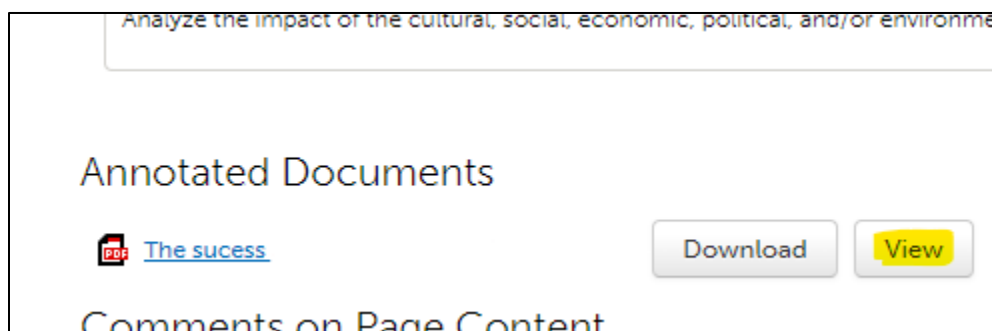 Analyze the impact of the cultural, social, economic, political, and/or environme
Annotated Documents
PDF The sucess Download View
Comments on Page Content